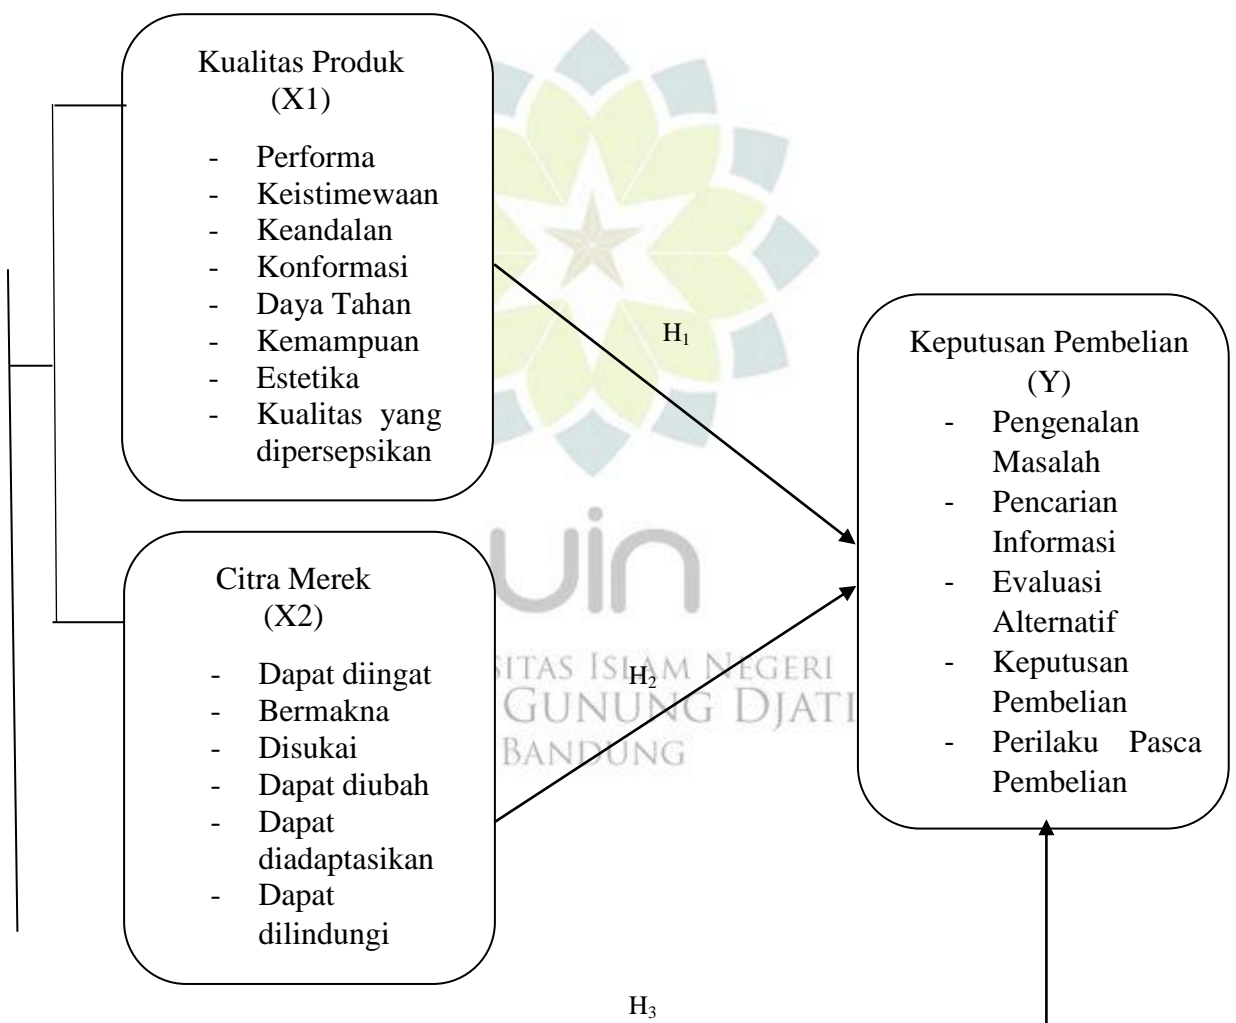 Kualitas Produk
(X1)
- Performa
- Keistimewaan
- Keandalan
- Konformasi
- Daya Tahan
- Kemampuan
- Estetika
- Kualitas yang
dipersepsikan
Citra Merek
(X2)
- Dapat diingat
- Bermakna
- Disukai
- Dapat diubah
- Dapat
diadaptasikan
- Dapat
dilindungi
H₁
H₂
H₃
Keputusan Pembelian
(Y)
- Pengenalan
Masalah
- Pencarian
Informasi
- Evaluasi
Alternatif
- Keputusan
Pembelian
- Perilaku Pasca
Pembelian
uin
SITAS ISLAM NEGERI
GUNUNG DJATI
BANDUNG